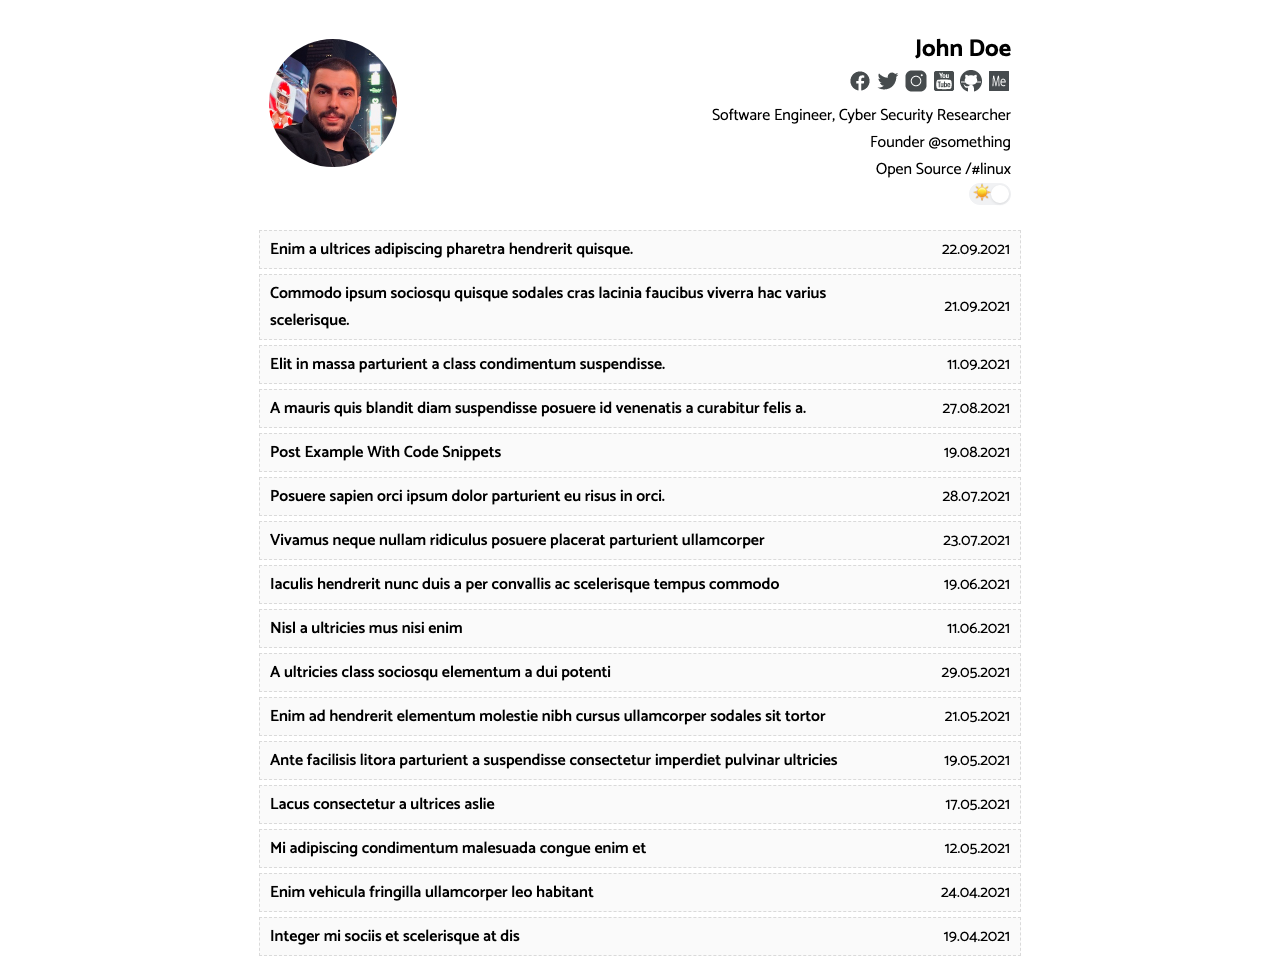 John Doe
You
Tube
Me
Software Engineer, Cyber Security Researcher
Founder @something
Open Source /#linux
Enim a ultrices adipiscing pharetra hendrerit quisque. 22.09.2021
Commodo ipsum sociosqu quisque sodales cras lacinia faucibus viverra hac varius
scelerisque. 21.09.2021
Elit in massa parturient a class condimentum suspendisse. 11.09.2021
A mauris quis blandit diam suspendisse posuere id venenatis a curabitur felis a. 27.08.2021
Post Example With Code Snippets 19.08.2021
Posuere sapien orci ipsum dolor parturient eu risus in orci. 28.07.2021
Vivamus neque nullam ridiculus posuere placerat parturient ullamcorper 23.07.2021
Iaculis hendrerit nunc duis a per convallis ac scelerisque tempus commodo 19.06.2021
Nisl a ultricies mus nisi enim 11.06.2021
A ultricies class sociosqu elementum a dui potenti 29.05.2021
Enim ad hendrerit elementum molestie nibh cursus ullamcorper sodales sit tortor 21.05.2021
Ante facilisis litora parturient a suspendisse consectetur imperdiet pulvinar ultricies 19.05.2021
Lacus consectetur a ultrices aslie 17.05.2021
Mi adipiscing condimentum malesuada congue enim et 12.05.2021
Enim vehicula fringilla ullamcorper leo habitant 24.04.2021
Integer mi sociis et scelerisque at dis 19.04.2021